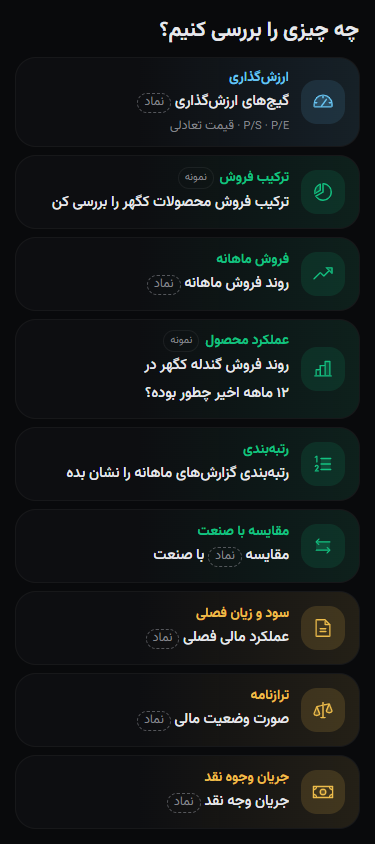 چه چیزی را بررسی کنیم؟
ارزش‌گذاری
گیج‌های ارزش‌گذاری نماد
P/S · P/E · قیمت تعادلی
ترکیب فروش نمونه
ترکیب فروش محصولات کگهر را بررسی کن
فروش ماهانه
روند فروش ماهانه نماد
عملکرد محصول نمونه
روند فروش گندله کگهر در
۱۲ ماهه اخیر چطور بوده؟
رتبه‌بندی
رتبه‌بندی گزارش‌های ماهانه را نشان بده
مقایسه با صنعت
مقایسه نماد با صنعت
سود و زیان فصلی
عملکرد مالی فصلی نماد
ترازنامه
صورت وضعیت مالی نماد
جریان وجوه نقد
جریان وجه نقد نماد